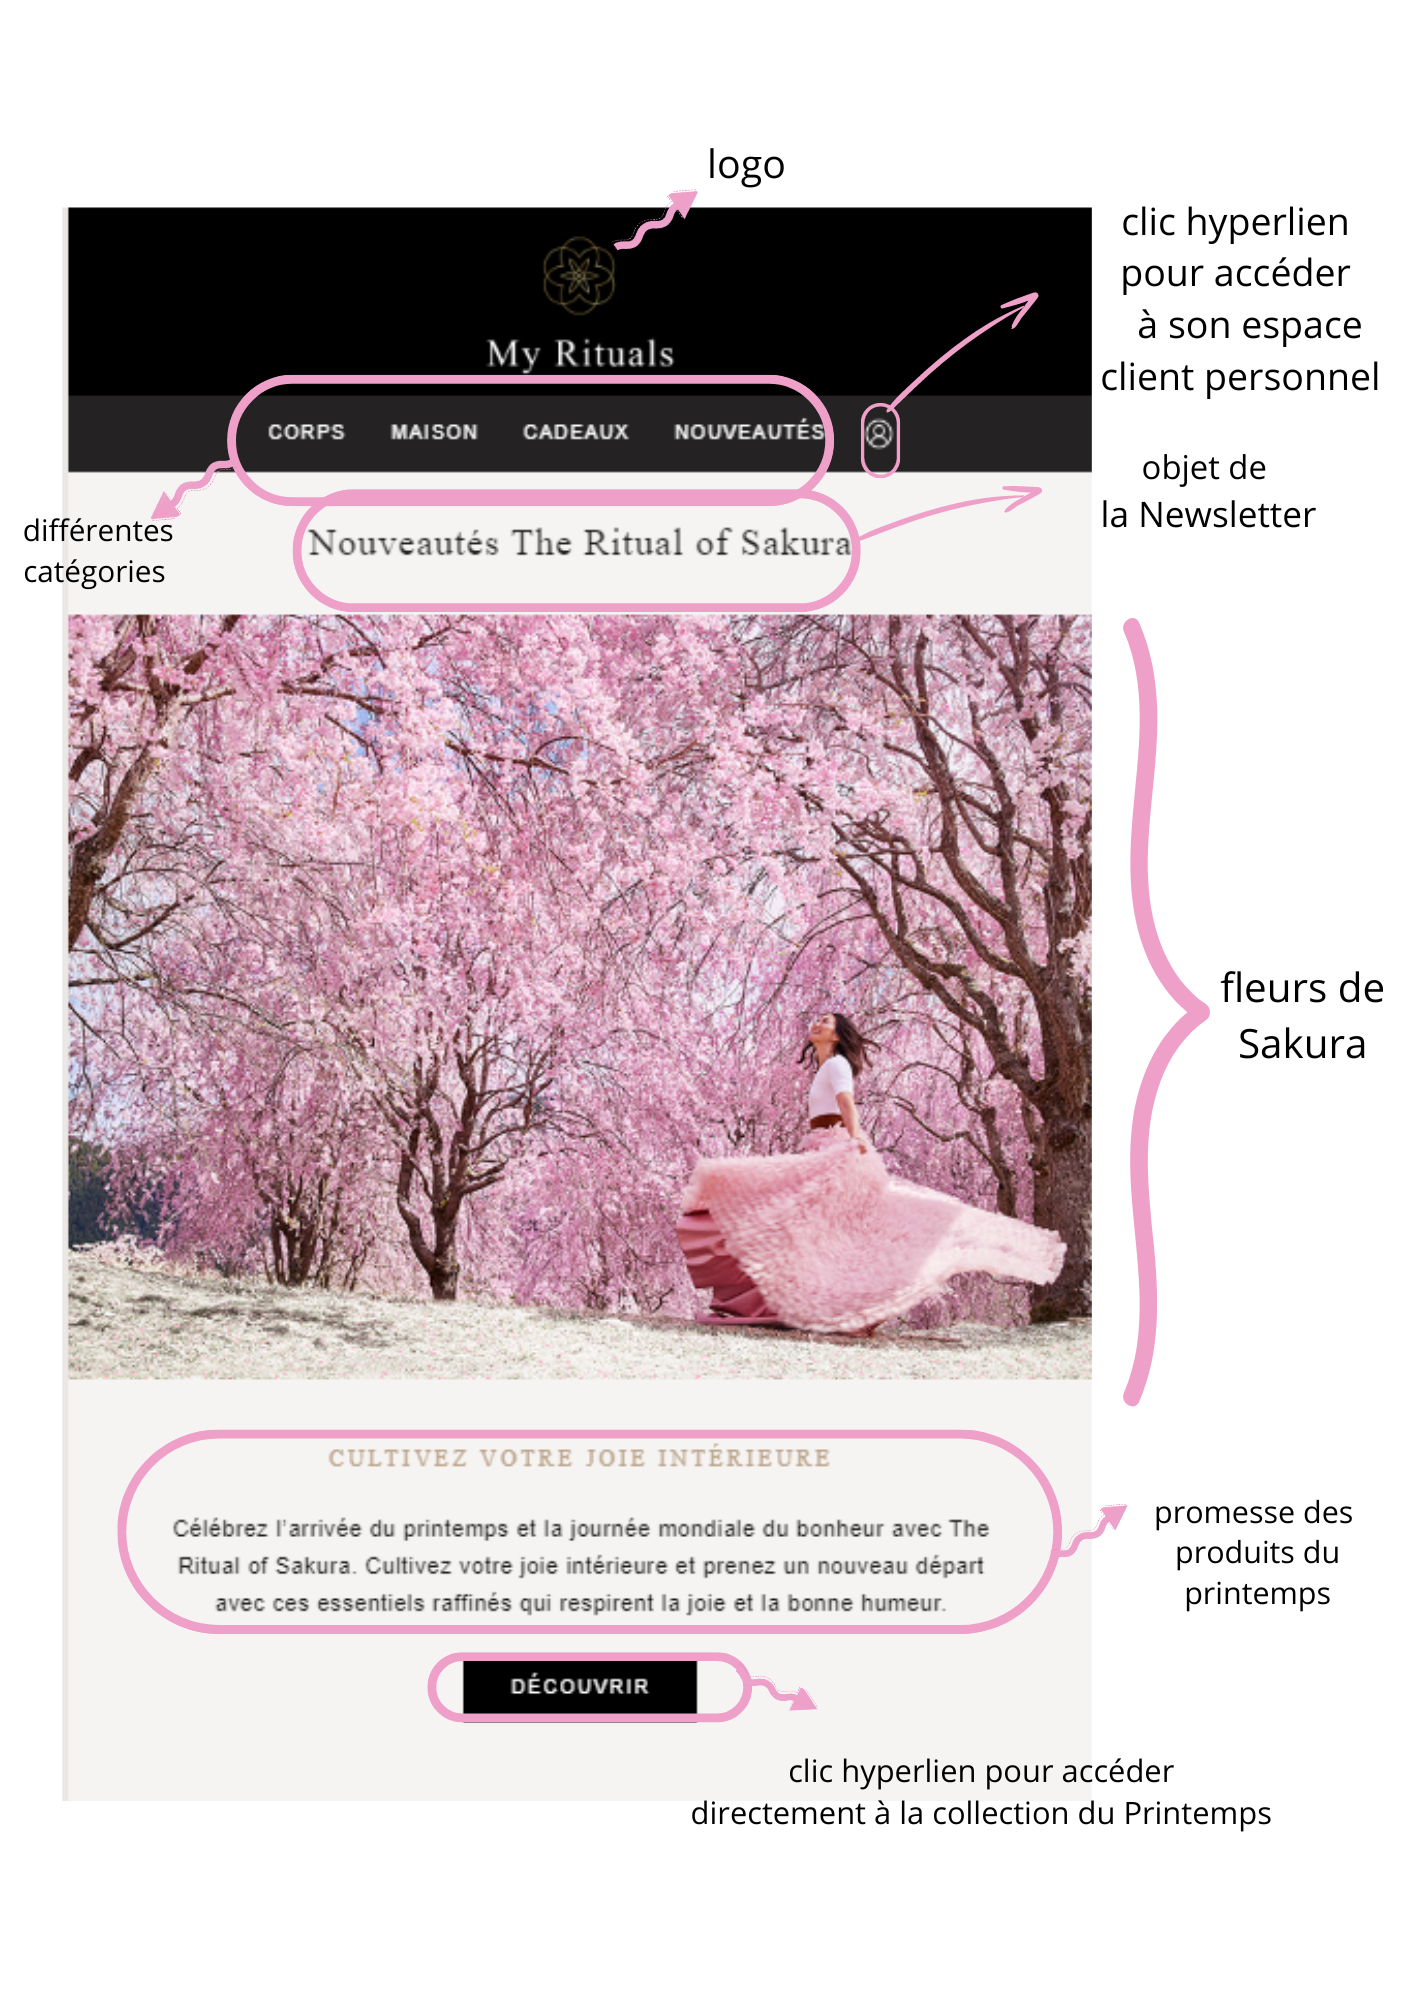 logo
clic hyperlien
pour accéder
à son espace
client personnel
My Rituals
CORPS MAISON CADEAUX NOUVEAUTÉS
objet de
la Newsletter
différentes
catégories
Nouveautés The Ritual of Sakura
fleurs de
Sakura
CULTIVEZ VOTRE JOIE INTÉRIEURE
Célébrez l'arrivée du printemps et la journée mondiale du bonheur avec The
Ritual of Sakura. Cultivez votre joie intérieure et prenez un nouveau départ
avec ces essentiels raffinés qui respirent la joie et la bonne humeur.
promesse des
produits du
printemps
DÉCOUVRIR
clic hyperlien pour accéder
directement à la collection du Printemps